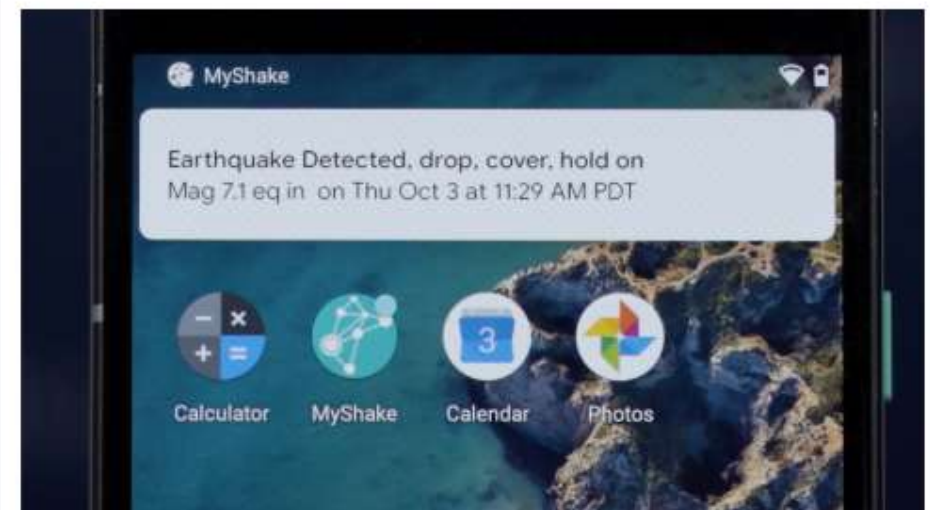 MyShake
Earthquake Detected, drop, cover, hold on
Mag 7.1 eq in  on Thu Oct 3 at 11:29 AM PDT
3
Calculator MyShake Calendar Photos